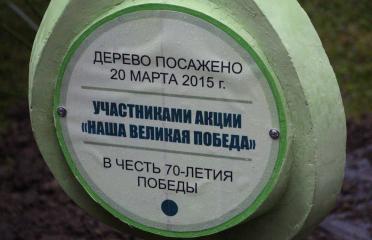 ДЕРЕВО ПОСАЖЕНО
20 МАРТА 2015 г.
УЧАСТНИКАМИ АКЦИИ
«НАША ВЕЛИКАЯ ПОБЕДА»
В ЧЕСТЬ 70-ЛЕТИЯ
ПОБЕДЫ